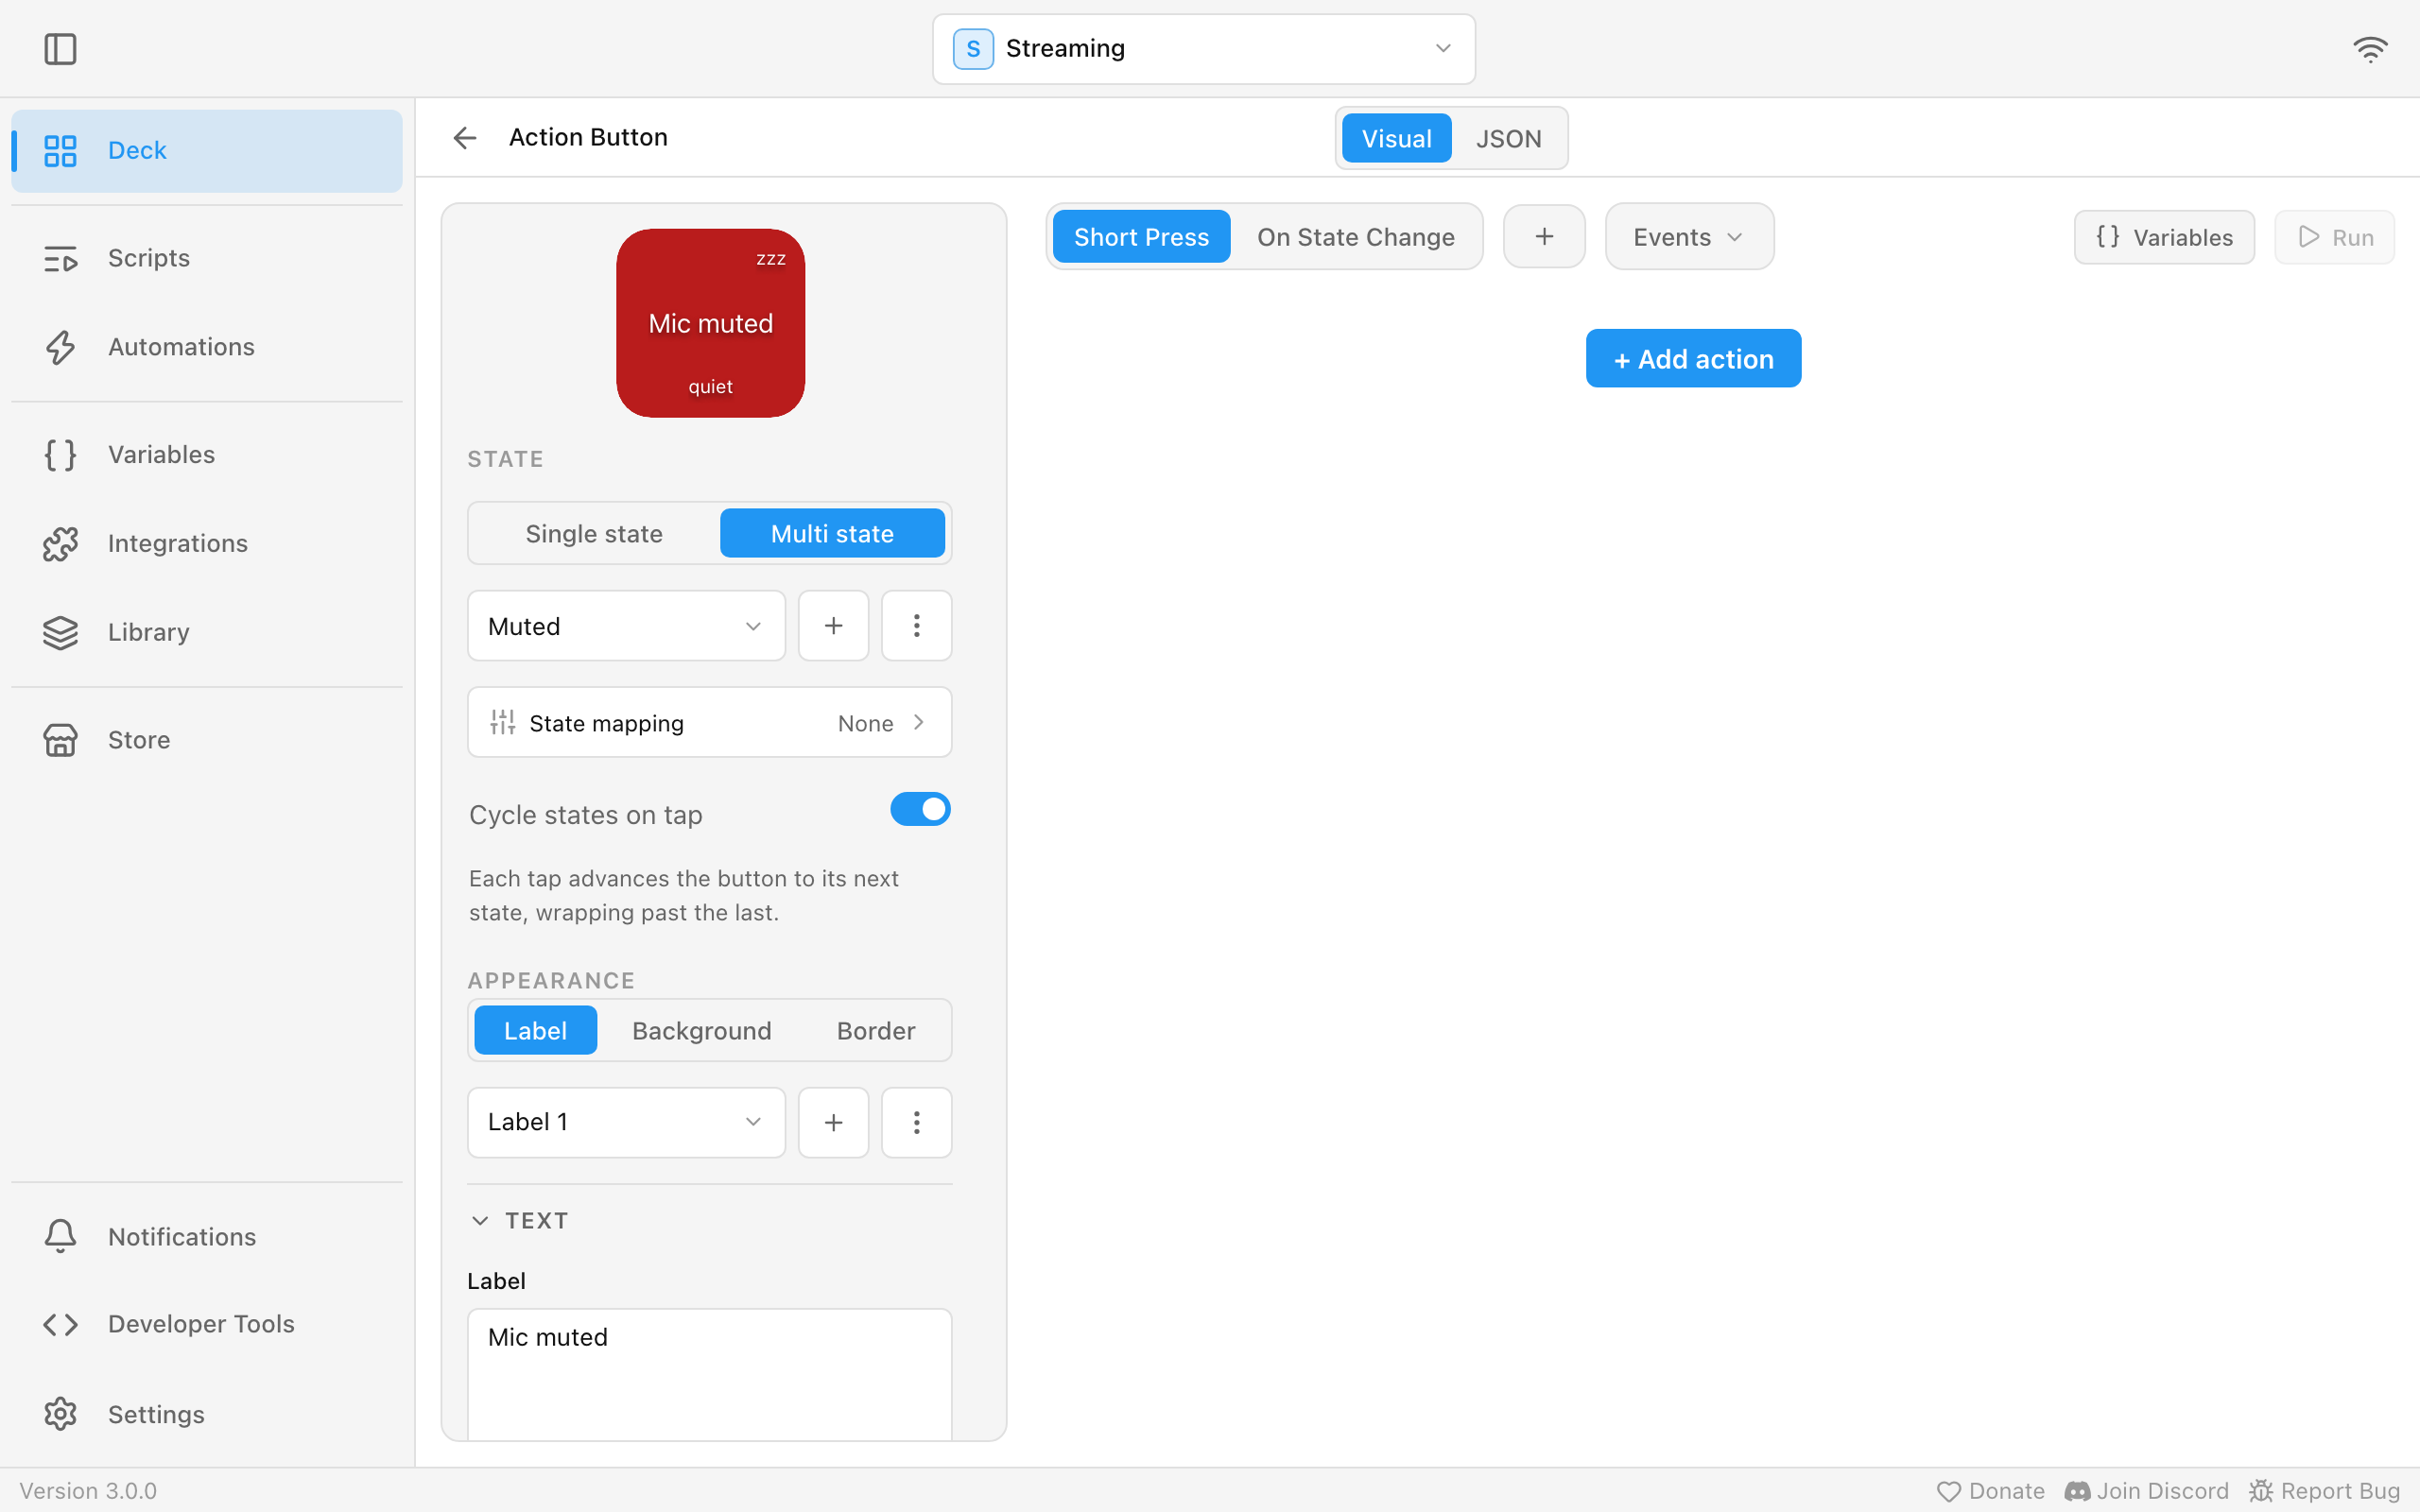 S Streaming
Deck
Scripts
Automations
Variables
Integrations
Library
Store
Notifications
Developer Tools
Settings
Action Button
Visual JSON
zzz
Mic muted
quiet
STATE
Single state Multi state
Muted
State mapping None
Cycle states on tap
Each tap advances the button to its next
state, wrapping past the last.
APPEARANCE
Label Background Border
Label 1
TEXT
Label
Mic muted
Short Press On State Change + Events
{} Variables Run
+ Add action
Version 3.0.0
Donate Join Discord Report Bug